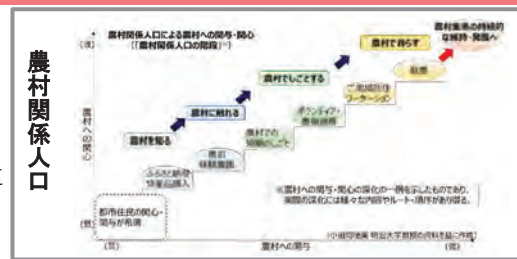 農村関係人口
農村関係人口による農村への関与・関心
（「農村関係人口の階段」
農村集落の持続的
な維持・発展へ
（強）
農村への関心
（弱）
農村で暮らす
農村でしごとする
農村に触れる
農村を知る
移住
二地域居住
ワーケーション
ボランティア・
農村での
短期のしごと
農泊
体験農園
ふるさと納税
特産品購入
都市住民の関心・
関与が希薄
※農村への関与・関心の深化の一例を示したものであり、
実際の深化には様々な内容やルート・順序があり得る。
（弱）
農村への関与
（強）
（小田切徳美 明治大学教授の資料を基に作成）